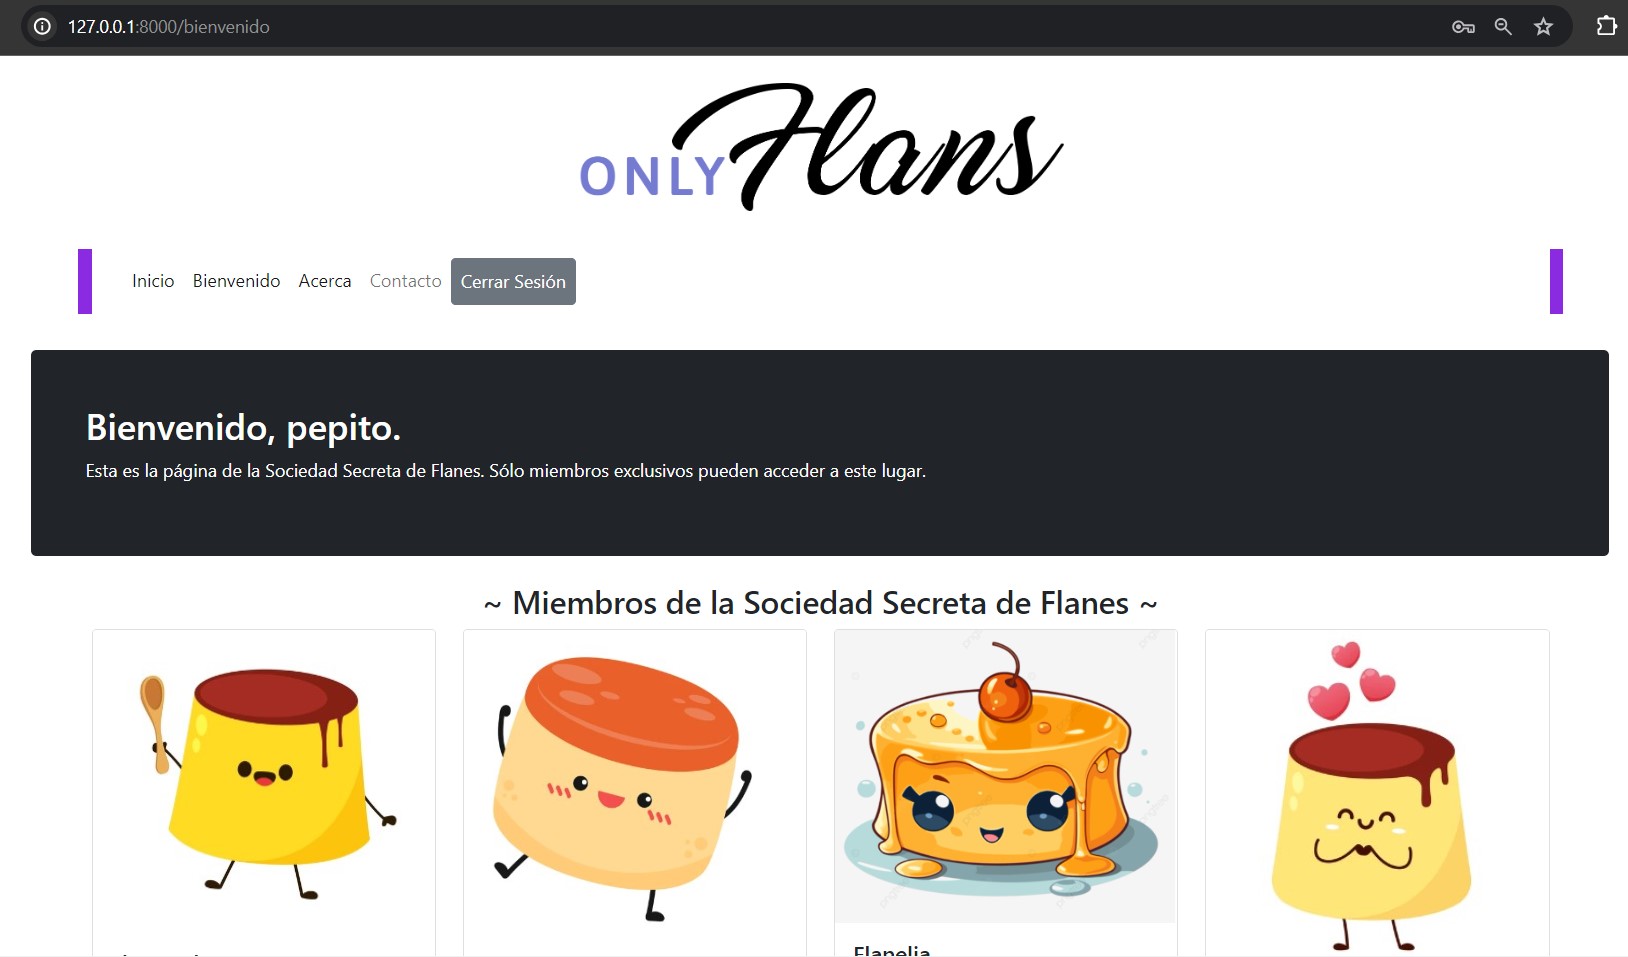 127.0.0.1:8000/bienvenido
ONLY Flans
Inicio Bienvenido Acerca Contacto Cerrar Sesión
Bienvenido, pepito.
Esta es la página de la Sociedad Secreta de Flanes. Sólo miembros exclusivos pueden acceder a este lugar.
~ Miembros de la Sociedad Secreta de Flanes ~
Flanelia